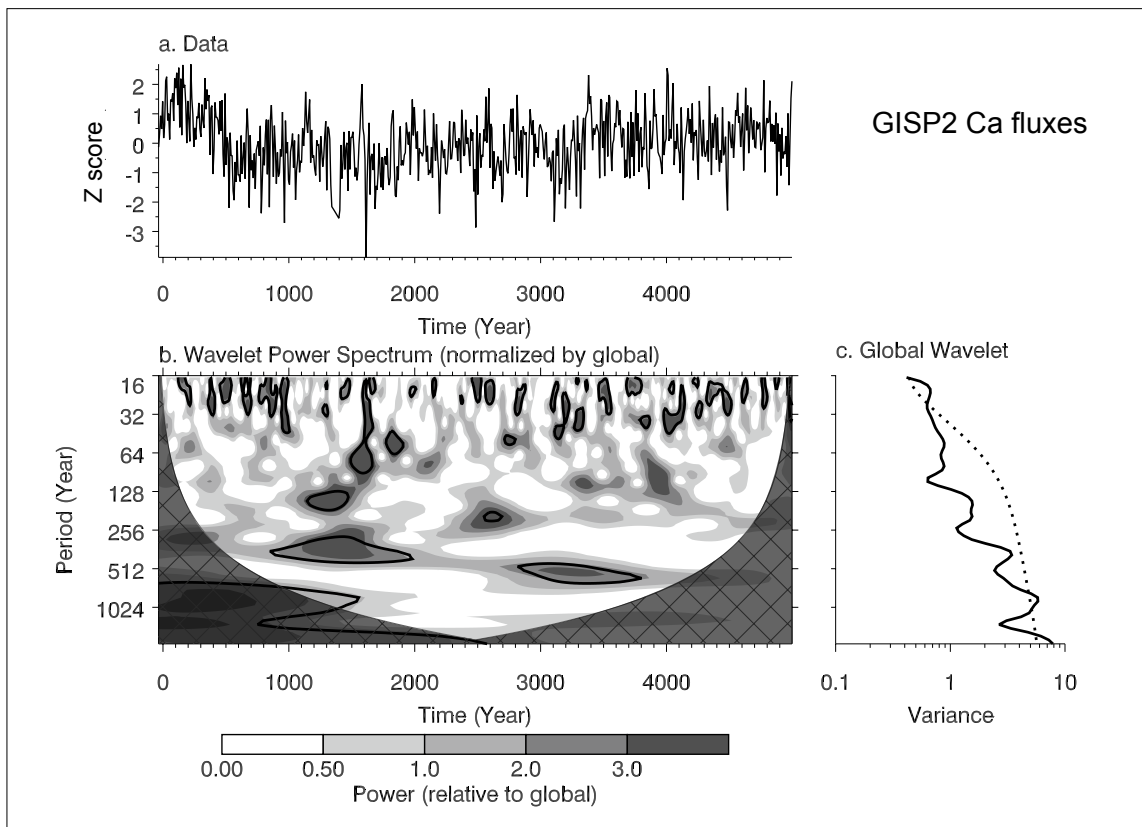 a. Data
GISP2 Ca fluxes
Z score
2
1
0
-1
-2
-3
0 1000 2000 3000 4000
Time (Year)
b. Wavelet Power Spectrum (normalized by global)
c. Global Wavelet
Period (Year)
16
32
64
128
256
512
1024
0 1000 2000 3000 4000
Time (Year)
0.1 1 10
Variance
0.00 0.50 1.0 2.0 3.0
Power (relative to global)